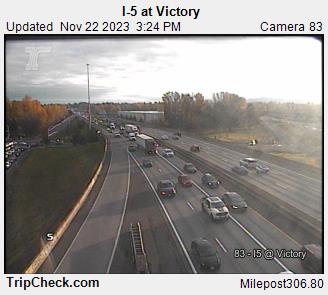 I-5 at Victory
Updated Nov 22 2023 3:24 PM Camera 83
S
83 - I5 @ Victory
TripCheck.com Milepost306.80